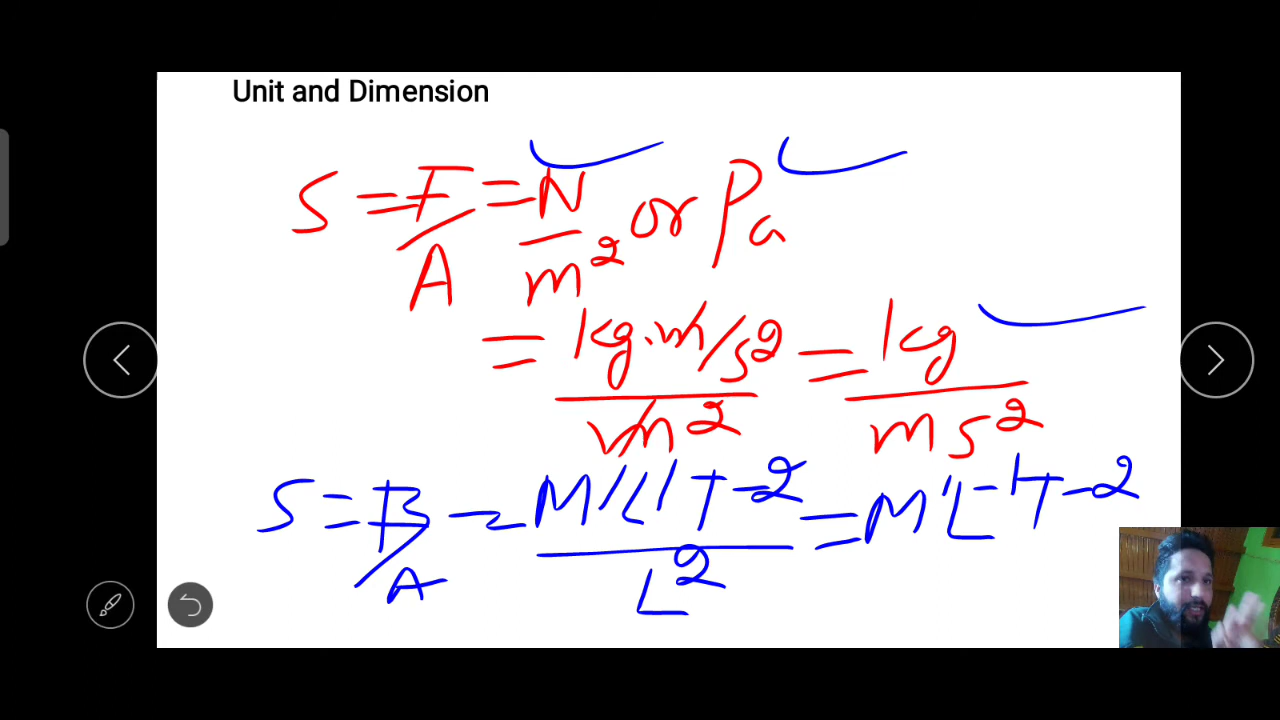 Unit and Dimension
S = F/A = N/m² or Pa
= kg.m/s² / m² = kg / ms²
S = F/A = M¹L¹T⁻² / L² = M¹L⁻¹T⁻²